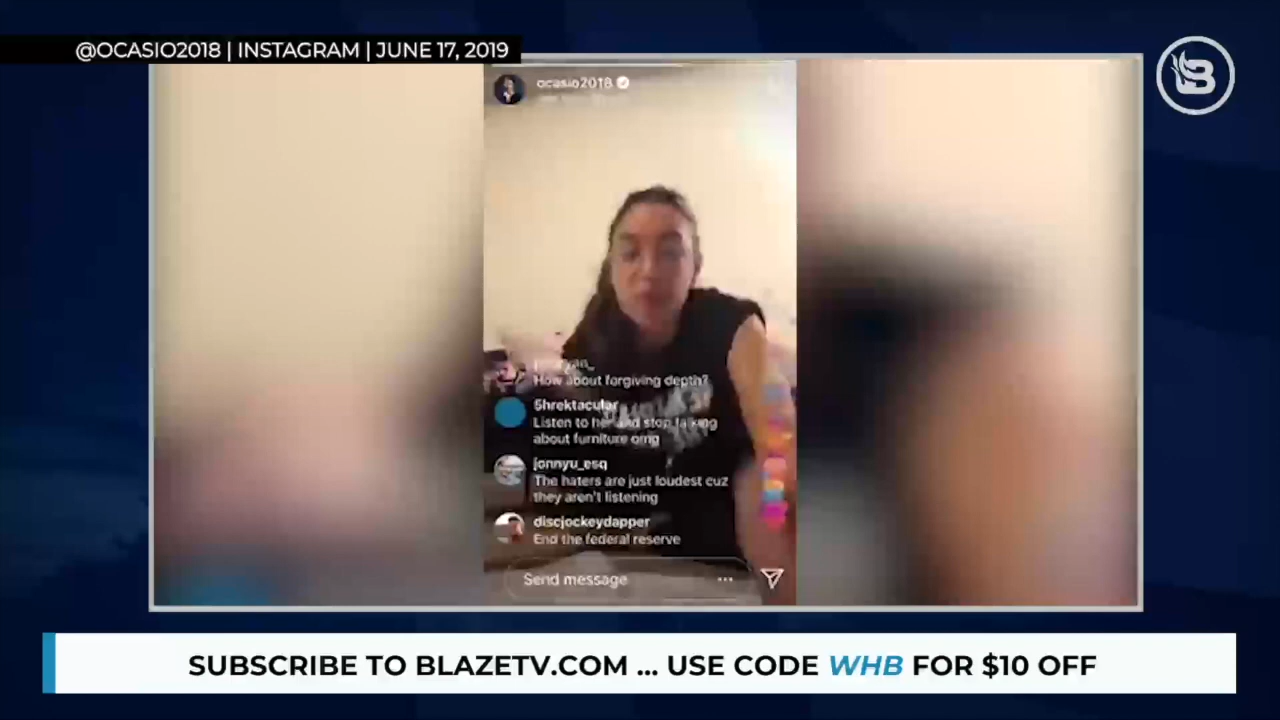 @OCASIO2018 | INSTAGRAM | JUNE 17, 2019
ocasio2018
How about forgiving depth?
5hrektacular
Listen to her and stop talking
about furniture omg
jonnyu_esq
The haters are just loudest cuz
they aren't listening
discjockeydapper
End the federal reserve
Send message
SUBSCRIBE TO BLAZETV.COM ... USE CODE WHB FOR $10 OFF